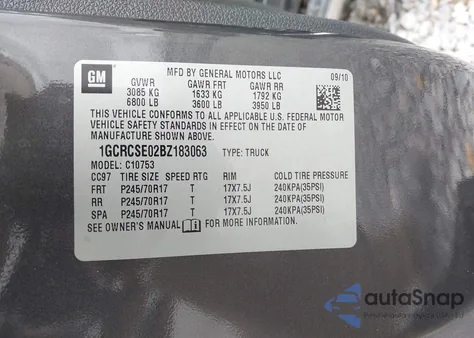 GM
MFD BY GENERAL MOTORS LLC
09/10
GVWR GAWR FRT GAWR RR
3085 KG 1633 KG 1792 KG
6800 LB 3600 LB 3950 LB
THIS VEHICLE CONFORMS TO ALL APPLICABLE U.S. FEDERAL MOTOR
VEHICLE SAFETY AND THEFT PREVENTION STANDARDS IN EFFECT ON THE DATE OF
MANUFACTURE SHOWN ABOVE.
1GCRCSE02BZ183063 TYPE: TRUCK
MODEL: C10753
CC97 TIRE SIZE SPEED RTG RIM COLD TIRE PRESSURE
FRT P245/70R17 T 17X7.5J 240KPA(35PSI)
RR P245/70R17 T 17X7.5J 240KPA(35PSI)
SPA P245/70R17 T 17X7.5J 240KPA(35PSI)
SEE OWNER'S MANUAL FOR MORE INFORMATION
autoSnap